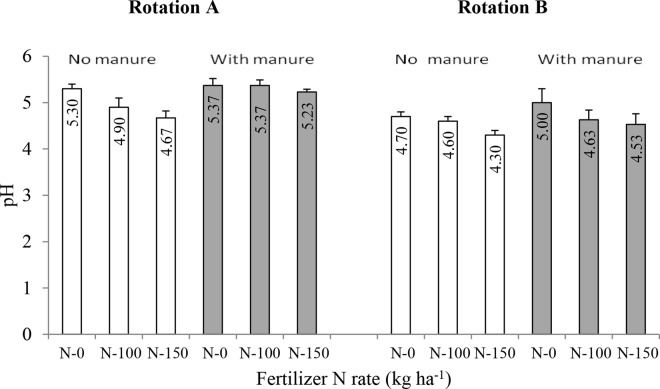 Rotation A Rotation B
No manure With manure No manure With manure
6
5
4
3
2
1
0
pH
5.30 4.90 4.67 5.37 5.37 5.23 4.70 4.60 4.30 5.00 4.63 4.53
N-0 N-100 N-150 N-0 N-100 N-150 N-0 N-100 N-150 N-0 N-100 N-150
Fertilizer N rate (kg ha⁻¹)